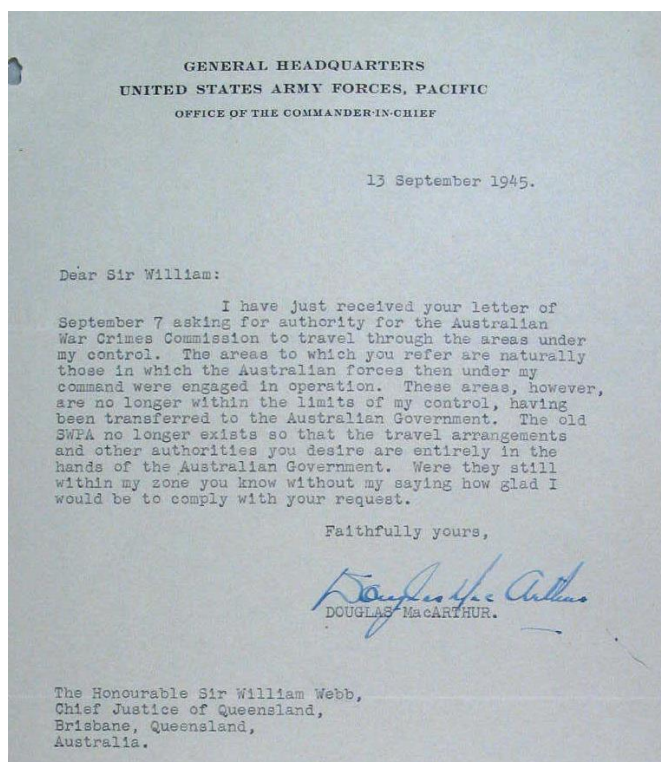 GENERAL HEADQUARTERS
UNITED STATES ARMY FORCES, PACIFIC
OFFICE OF THE COMMANDER-IN-CHIEF
13 September 1945.
Dear Sir William:
I have just received your letter of
September 7 asking for authority for the Australian
War Crimes Commission to travel through the areas under
my control. The areas to which you refer are naturally
those in which the Australian forces then under my
command were engaged in operation. These areas, however,
are no longer within the limits of my control, having
been transferred to the Australian Government. The old
SWPA no longer exists so that the travel arrangements
and other authorities you desire are entirely in the
hands of the Australian Government. Were they still
within my zone you know without my saying how glad I
would be to comply with your request.
Faithfully yours,
Douglas MacArthur
DOUGLAS MacARTHUR.
The Honourable Sir William Webb,
Chief Justice of Queensland,
Brisbane, Queensland,
Australia.